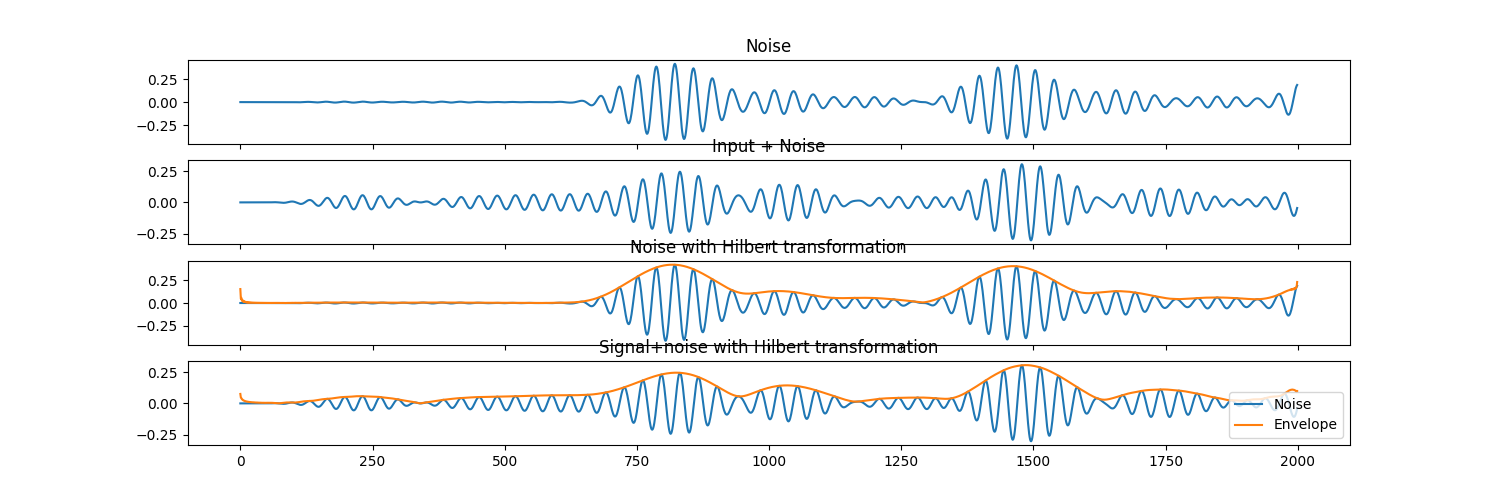 Noise
0.25
0.00
−0.25
Input + Noise
0.25
0.00
−0.25
Noise with Hilbert transformation
0.25
0.00
−0.25
Signal+noise with Hilbert transformation
0.25
0.00
−0.25
Noise
Envelope
0 250 500 750 1000 1250 1500 1750 2000